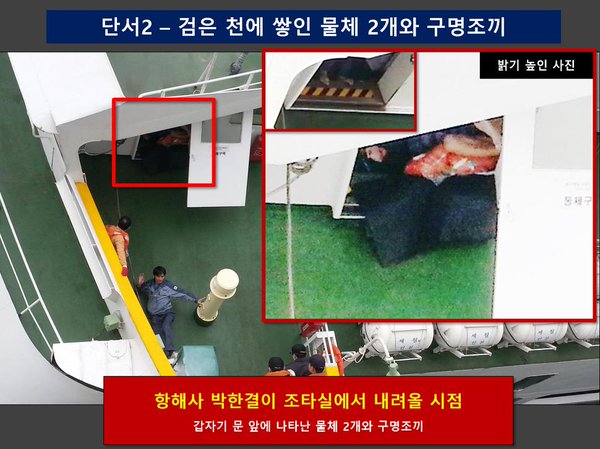 단서2 – 검은 천에 쌓인 물체 2개와 구명조끼
밝기 높인 사진
항해사 박한결이 조타실에서 내려올 시점
갑자기 문 앞에 나타난 물체 2개와 구명조끼